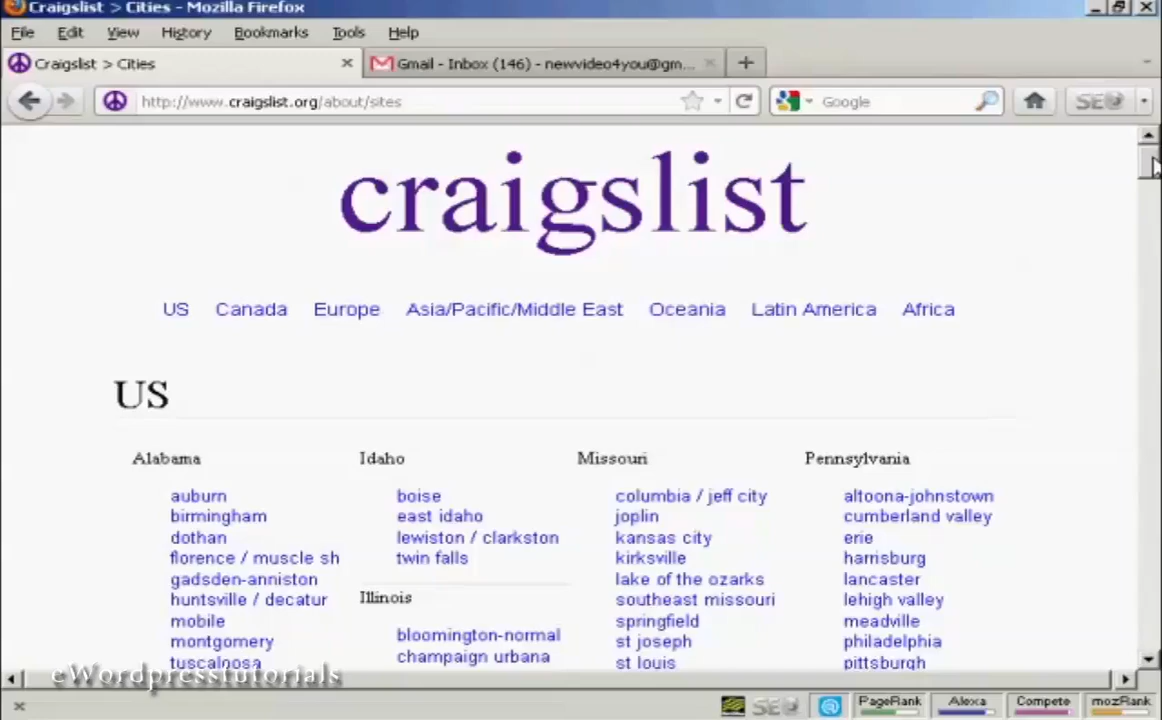 Craigslist > Cities - Mozilla Firefox
File Edit View History Bookmarks Tools Help
Craigslist > Cities
Gmail - Inbox (146) - newvideo4you@gm...
http://www.craigslist.org/about/sites
Google
SE
craigslist
US Canada Europe Asia/Pacific/Middle East Oceania Latin America Africa
US
Alabama
auburn
birmingham
dothan
florence / muscle sh
gadsden-anniston
huntsville / decatur
mobile
montgomery
tuscaloosa
Idaho
boise
east idaho
lewiston / clarkston
twin falls
Illinois
bloomington-normal
champaign urbana
Missouri
columbia / jeff city
joplin
kansas city
kirksville
lake of the ozarks
southeast missouri
springfield
st joseph
st louis
Pennsylvania
altoona-johnstown
cumberland valley
erie
harrisburg
lancaster
lehigh valley
meadville
philadelphia
pittsburgh
eWordpresstutorials
SE
PageRank Alexa Compete mozRank